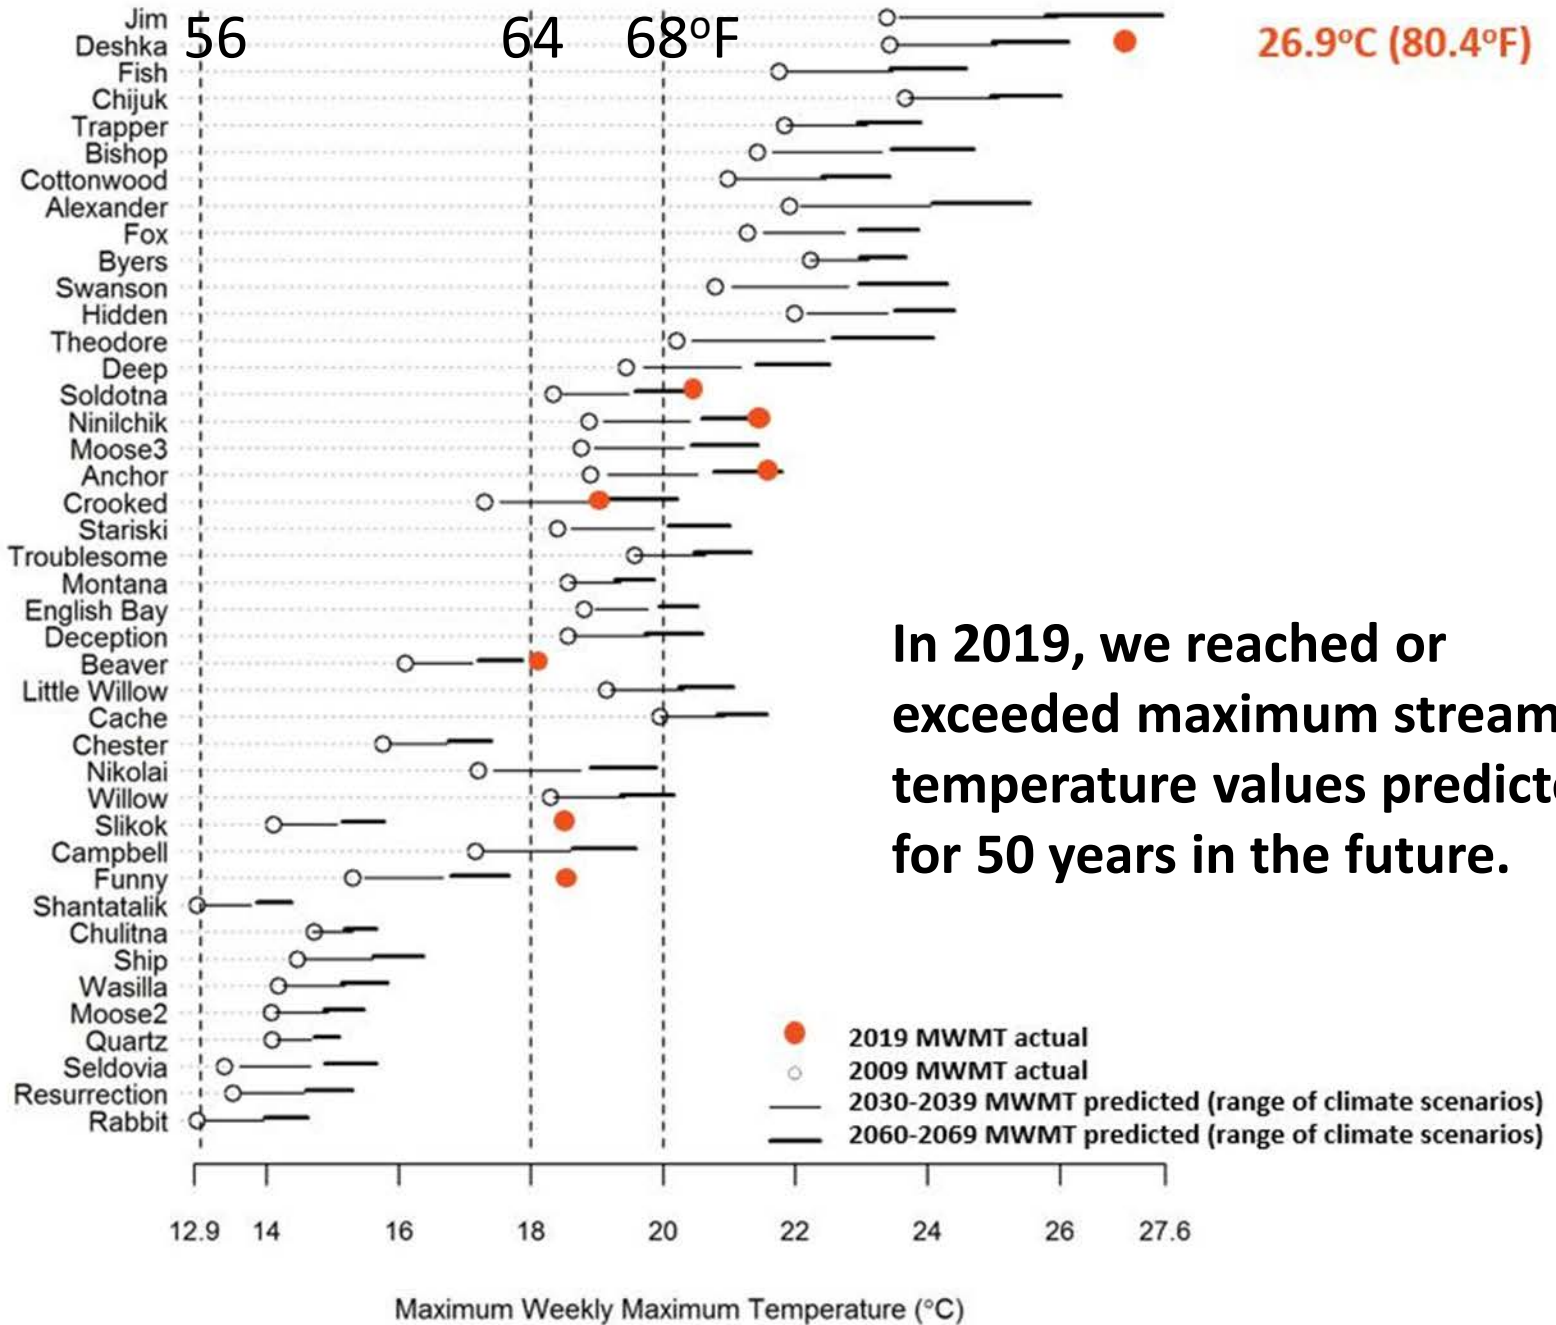 56 64 68°F
26.9°C (80.4°F)
Jim
Deshka
Fish
Chijuk
Trapper
Bishop
Cottonwood
Alexander
Fox
Byers
Swanson
Hidden
Theodore
Deep
Soldotna
Ninilchik
Moose3
Anchor
Crooked
Stariski
Troublesome
Montana
English Bay
Deception
Beaver
Little Willow
Cache
Chester
Nikolai
Willow
Slikok
Campbell
Funny
Shantatalik
Chulitna
Ship
Wasilla
Moose2
Quartz
Seldovia
Resurrection
Rabbit
In 2019, we reached or
exceeded maximum stream
temperature values predicte
for 50 years in the future.
2019 MWMT actual
2009 MWMT actual
2030-2039 MWMT predicted (range of climate scenarios)
2060-2069 MWMT predicted (range of climate scenarios)
12.9 14 16 18 20 22 24 26 27.6
Maximum Weekly Maximum Temperature (°C)